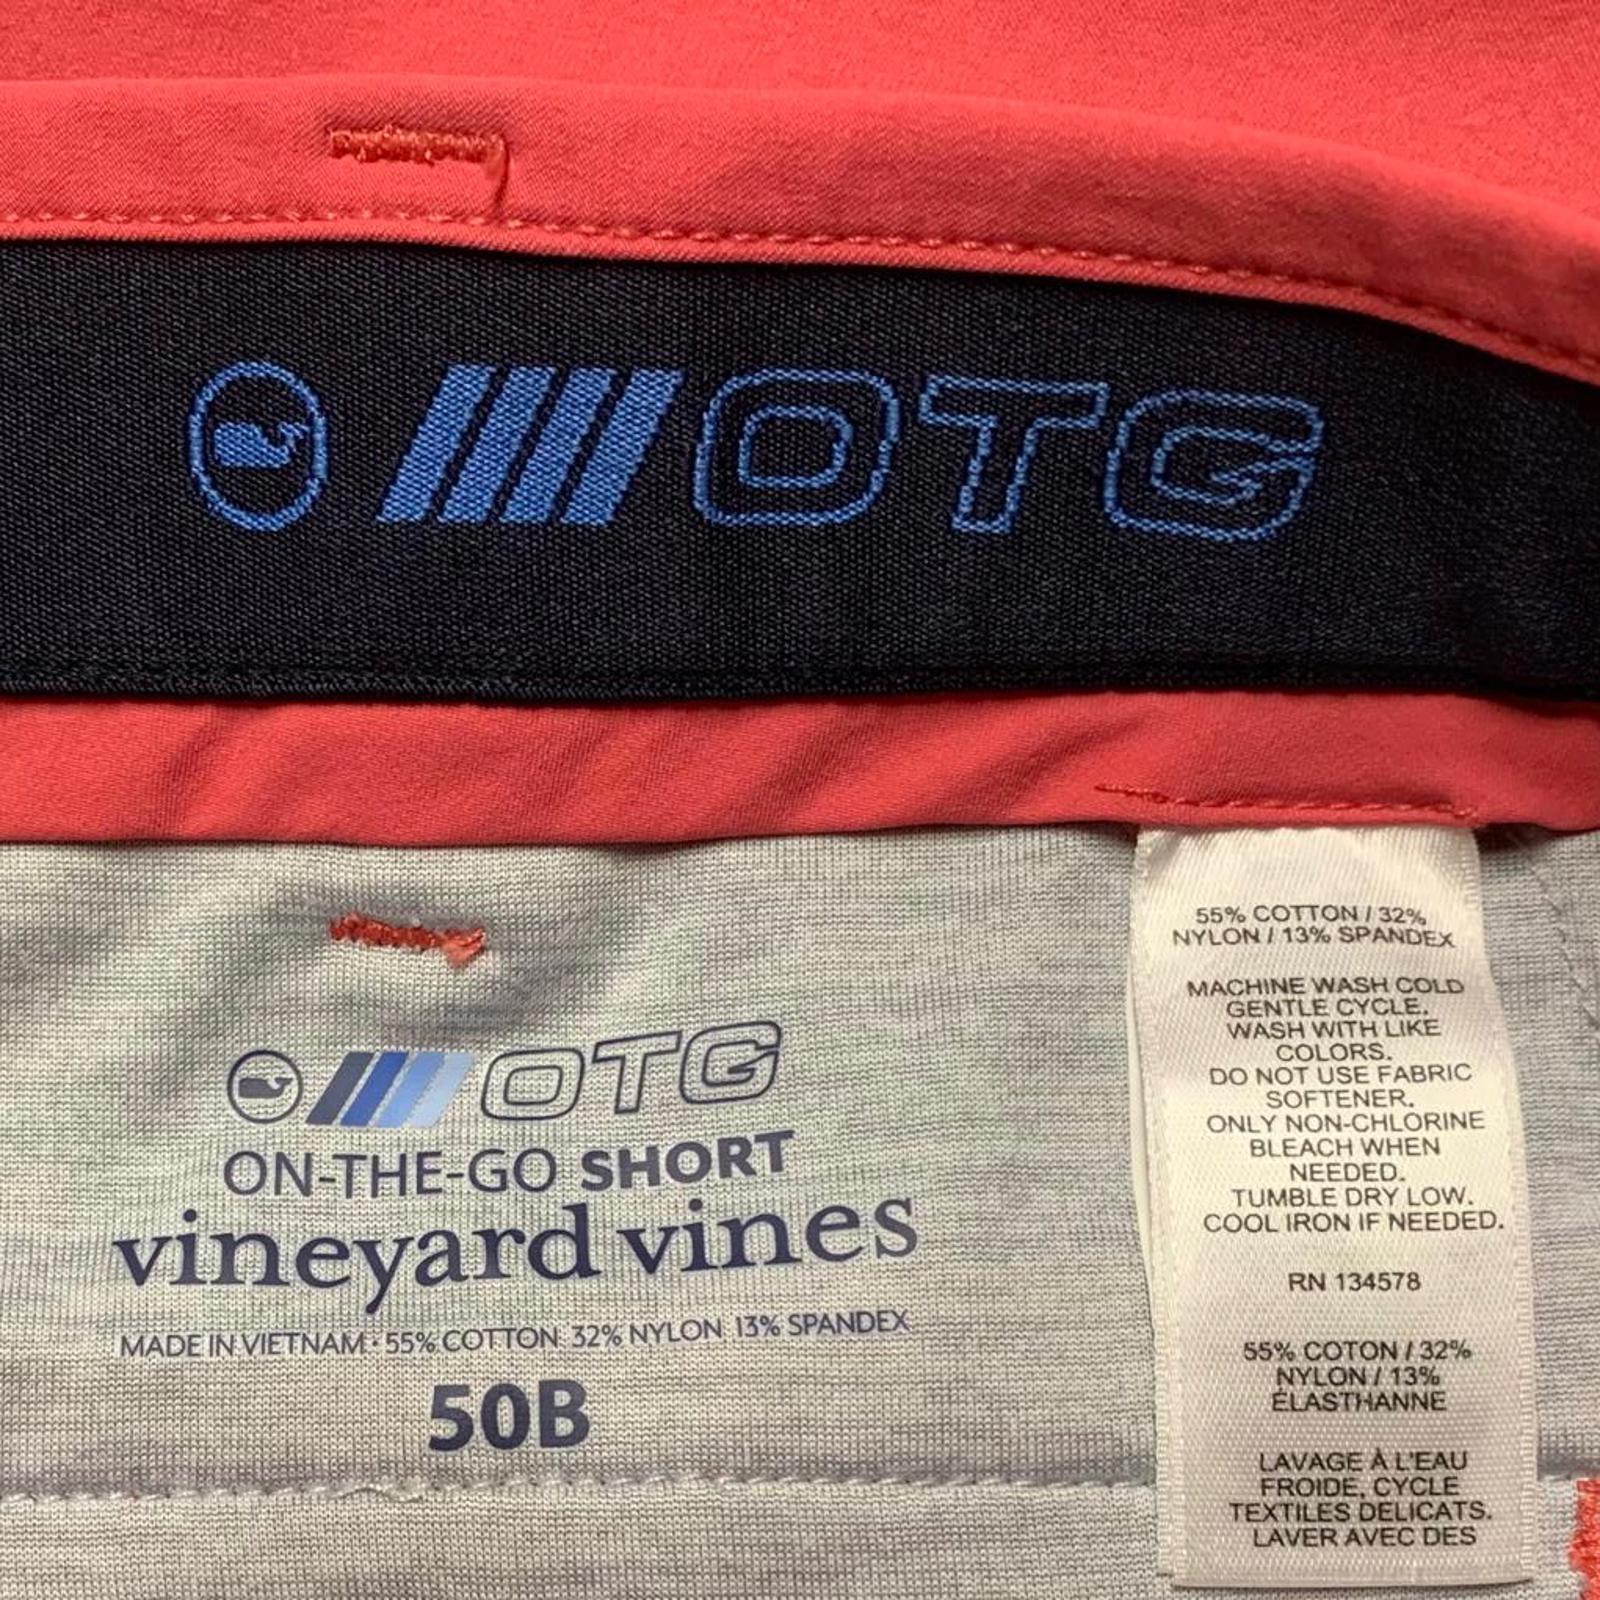 OTG
OTG
ON-THE-GO SHORT
vineyard vines
MADE IN VIETNAM · 55% COTTON 32% NYLON 13% SPANDEX
50B
55% COTTON / 32%
NYLON / 13% SPANDEX
MACHINE WASH COLD
GENTLE CYCLE.
WASH WITH LIKE
COLORS.
DO NOT USE FABRIC
SOFTENER.
ONLY NON-CHLORINE
BLEACH WHEN
NEEDED.
TUMBLE DRY LOW.
COOL IRON IF NEEDED.
RN 134578
55% COTON / 32%
NYLON / 13%
ÉLASTHANNE
LAVAGE À L'EAU
FROIDE, CYCLE
TEXTILES DELICATS.
LAVER AVEC DES